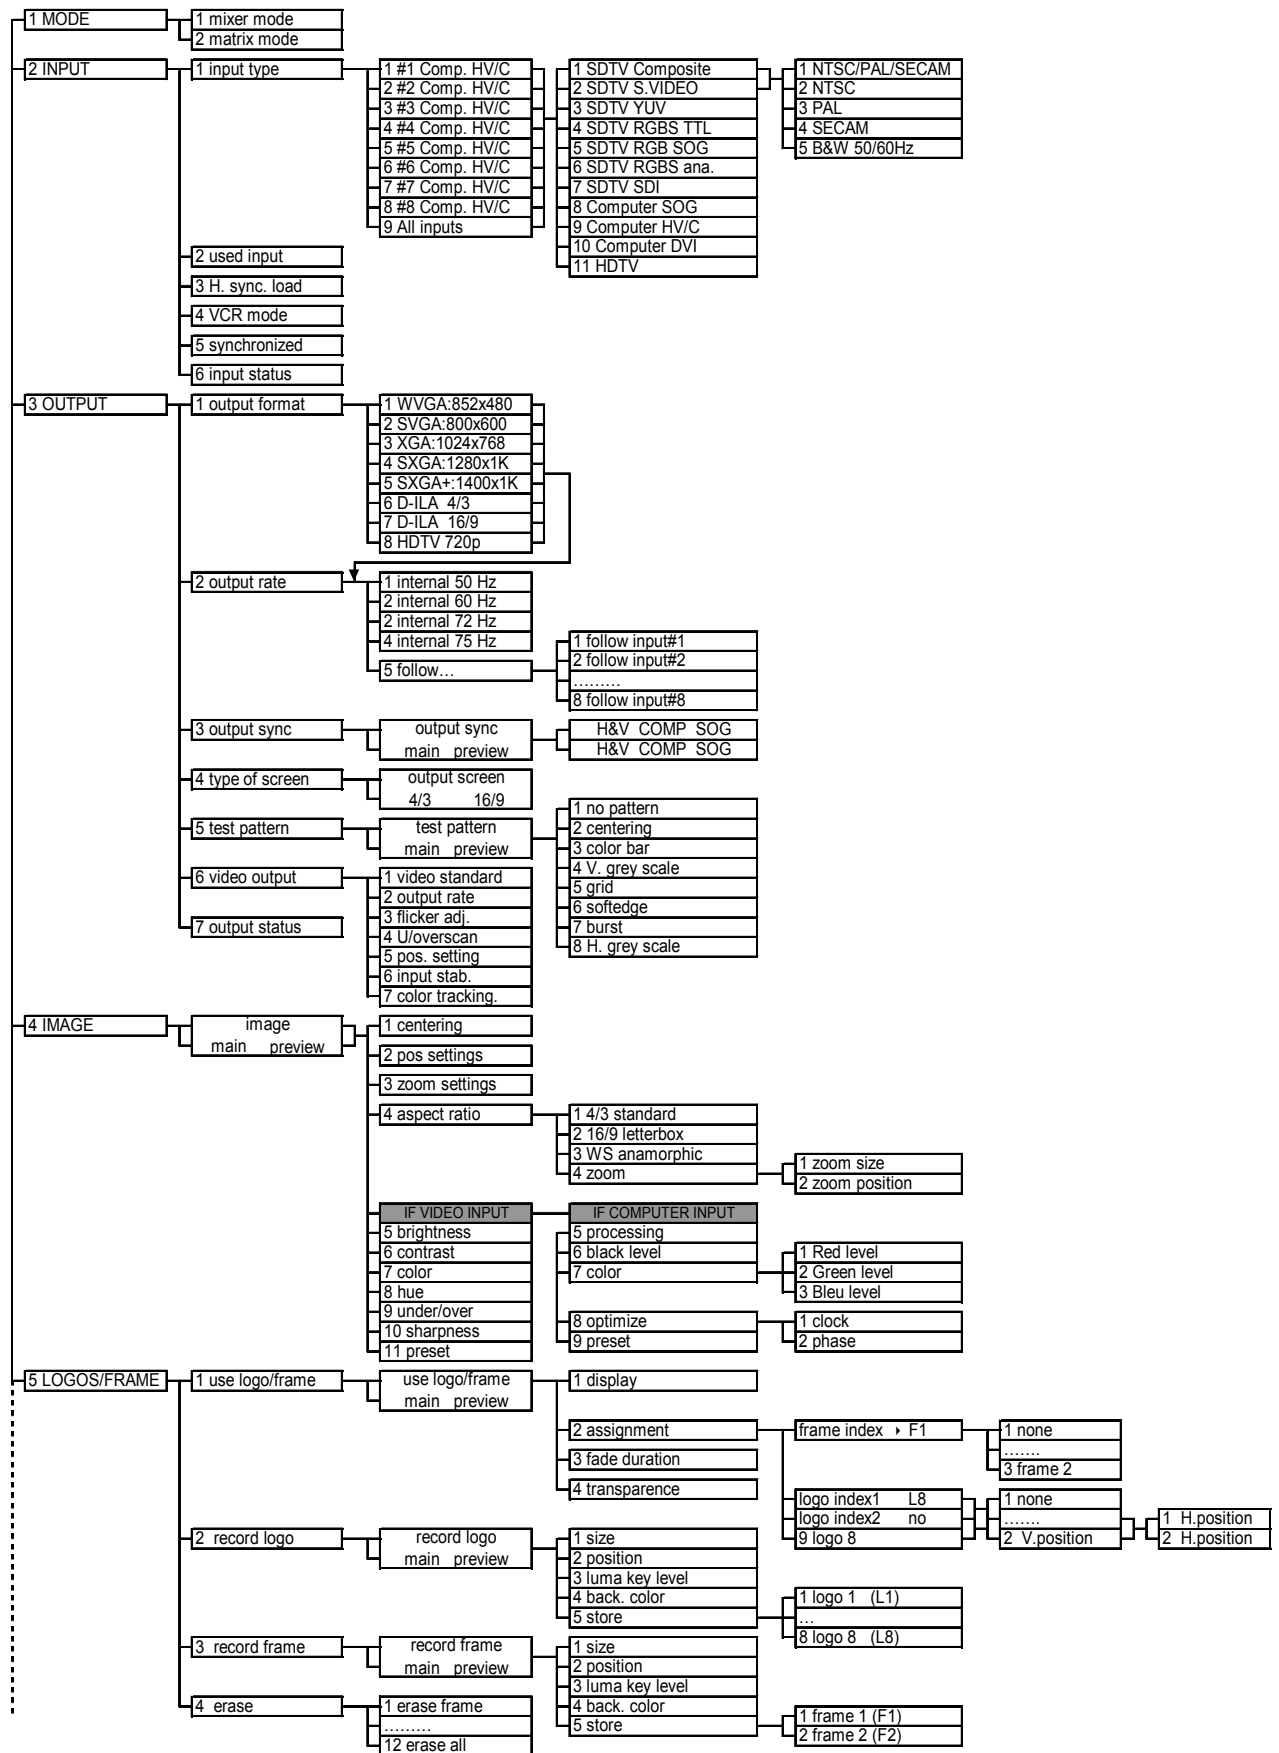 1 MODE
1 mixer mode
2 matrix mode
2 INPUT
1 input type
1 #1 Comp. HV/C
2 #2 Comp. HV/C
3 #3 Comp. HV/C
4 #4 Comp. HV/C
5 #5 Comp. HV/C
6 #6 Comp. HV/C
7 #7 Comp. HV/C
8 #8 Comp. HV/C
9 All inputs
1 SDTV Composite
2 SDTV S.VIDEO
3 SDTV YUV
4 SDTV RGBS TTL
5 SDTV RGB SOG
6 SDTV RGBS ana.
7 SDTV SDI
8 Computer SOG
9 Computer HV/C
10 Computer DVI
11 HDTV
1 NTSC/PAL/SECAM
2 NTSC
3 PAL
4 SECAM
5 B&W 50/60Hz
2 used input
3 H. sync. load
4 VCR mode
5 synchronized
6 input status
3 OUTPUT
1 output format
1 WVGA:852x480
2 SVGA:800x600
3 XGA:1024x768
4 SXGA:1280x1K
5 SXGA+:1400x1K
6 D-ILA 4/3
7 D-ILA 16/9
8 HDTV 720p
2 output rate
1 internal 50 Hz
2 internal 60 Hz
2 internal 72 Hz
4 internal 75 Hz
5 follow…
1 follow input#1
2 follow input#2
………
8 follow input#8
3 output sync
output sync
main preview
H&V COMP SOG
H&V COMP SOG
4 type of screen
output screen
4/3 16/9
5 test pattern
test pattern
main preview
1 no pattern
2 centering
3 color bar
4 V. grey scale
5 grid
6 softedge
7 burst
8 H. grey scale
6 video output
1 video standard
2 output rate
3 flicker adj.
4 U/overscan
5 pos. setting
6 input stab.
7 color tracking.
7 output status
4 IMAGE
image
main preview
1 centering
2 pos settings
3 zoom settings
4 aspect ratio
1 4/3 standard
2 16/9 letterbox
3 WS anamorphic
4 zoom
1 zoom size
2 zoom position
IF VIDEO INPUT
5 brightness
6 contrast
7 color
8 hue
9 under/over
10 sharpness
11 preset
IF COMPUTER INPUT
5 processing
6 black level
7 color
1 Red level
2 Green level
3 Bleu level
8 optimize
9 preset
1 clock
2 phase
5 LOGOS/FRAME
1 use logo/frame
use logo/frame
main preview
1 display
2 assignment
frame index ▸ F1
1 none
…….
3 frame 2
3 fade duration
4 transparence
logo index1 L8
logo index2 no
9 logo 8
1 none
…….
2 V.position
1 H.position
2 H.position
2 record logo
record logo
main preview
1 size
2 position
3 luma key level
4 back. color
5 store
1 logo 1 (L1)
…
8 logo 8 (L8)
3 record frame
record frame
main preview
1 size
2 position
3 luma key level
4 back. color
5 store
1 frame 1 (F1)
2 frame 2 (F2)
4 erase
1 erase frame
………
12 erase all